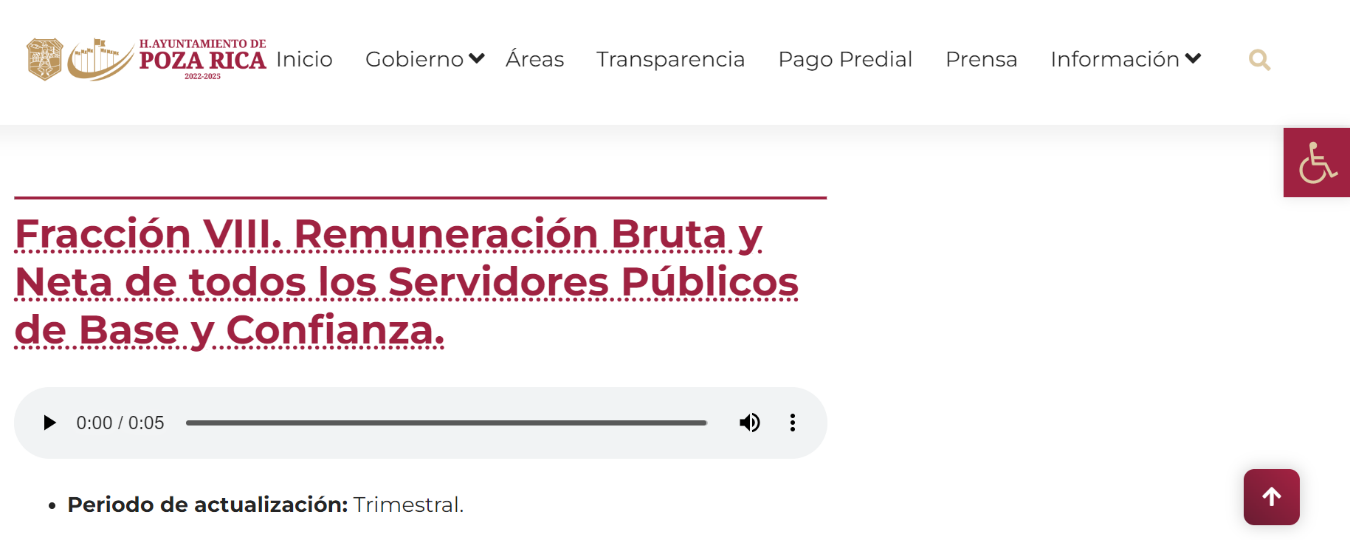 H.AYUNTAMIENTO DE
POZA RICA
2022-2025
Inicio Gobierno Áreas Transparencia Pago Predial Prensa Información
Fracción VIII. Remuneración Bruta y
Neta de todos los Servidores Públicos
de Base y Confianza.
0:00 / 0:05
• Periodo de actualización: Trimestral.